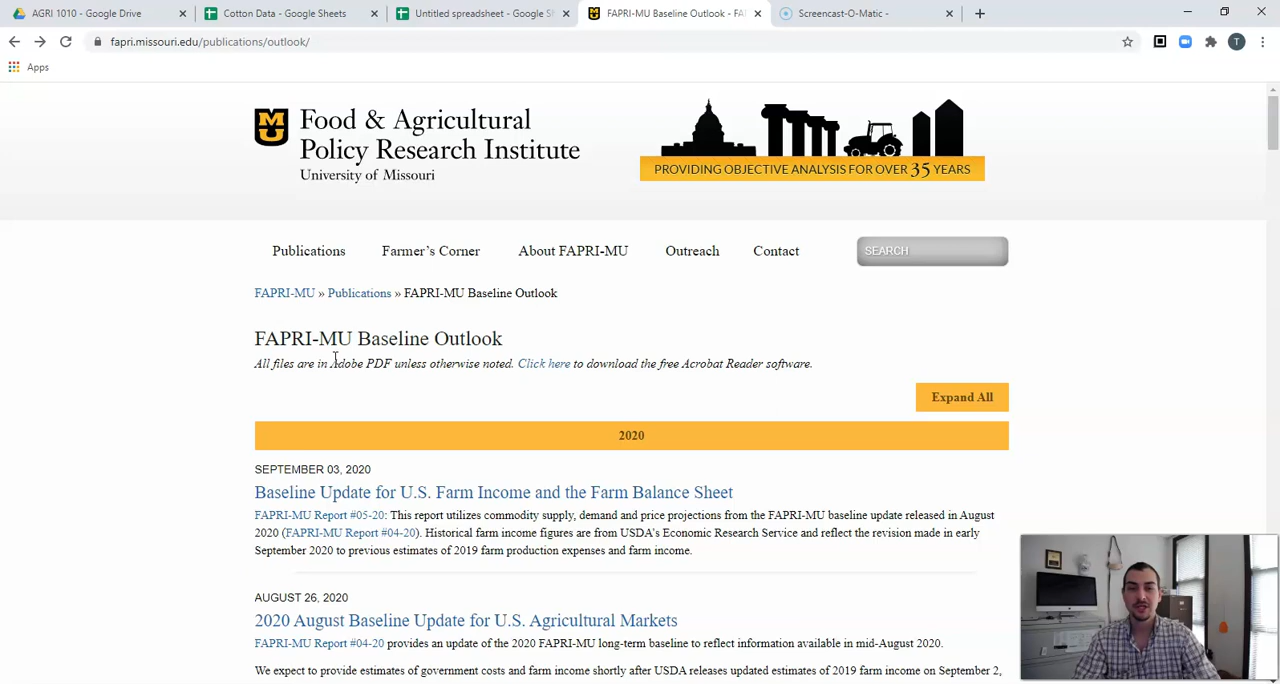 AGRI 1010 - Google Drive
Cotton Data - Google Sheets
Untitled spreadsheet - Google S
FAPRI-MU Baseline Outlook - FA
Screencast-O-Matic -
fapri.missouri.edu/publications/outlook/
T
Apps
MU
Food & Agricultural
Policy Research Institute
University of Missouri
PROVIDING OBJECTIVE ANALYSIS FOR OVER 35 YEARS
Publications
Farmer's Corner
About FAPRI-MU
Outreach
Contact
SEARCH
FAPRI-MU » Publications » FAPRI-MU Baseline Outlook
FAPRI-MU Baseline Outlook
All files are in Adobe PDF unless otherwise noted. Click here to download the free Acrobat Reader software.
Expand All
2020
SEPTEMBER 03, 2020
Baseline Update for U.S. Farm Income and the Farm Balance Sheet
FAPRI-MU Report #05-20: This report utilizes commodity supply, demand and price projections from the FAPRI-MU baseline update released in August
2020 (FAPRI-MU Report #04-20). Historical farm income figures are from USDA's Economic Research Service and reflect the revision made in early
September 2020 to previous estimates of 2019 farm production expenses and farm income.
AUGUST 26, 2020
2020 August Baseline Update for U.S. Agricultural Markets
FAPRI-MU Report #04-20 provides an update of the 2020 FAPRI-MU long-term baseline to reflect information available in mid-August 2020.
We expect to provide estimates of government costs and farm income shortly after USDA releases updated estimates of 2019 farm income on September 2,